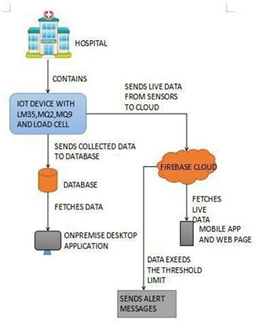 HOSPITAL
CONTAINS
SENDS LIVE DATA
FROM SENSORS
TO CLOUD
IOT DEVICE WITH
LM35,MQ2,MQ9
AND LOAD CELL
SENDS COLLECTED DATA
TO DATABASE
FIREBASE CLOUD
DATABASE
FETCHES DATA
FETCHES
LIVE
DATA
ONPREMISE DESKTOP
APPLICATION
MOBILE APP
AND WEB PAGE
DATA EXEEDS
THE THRESHOLD
LIMIT
SENDS ALERT
MESSAGES